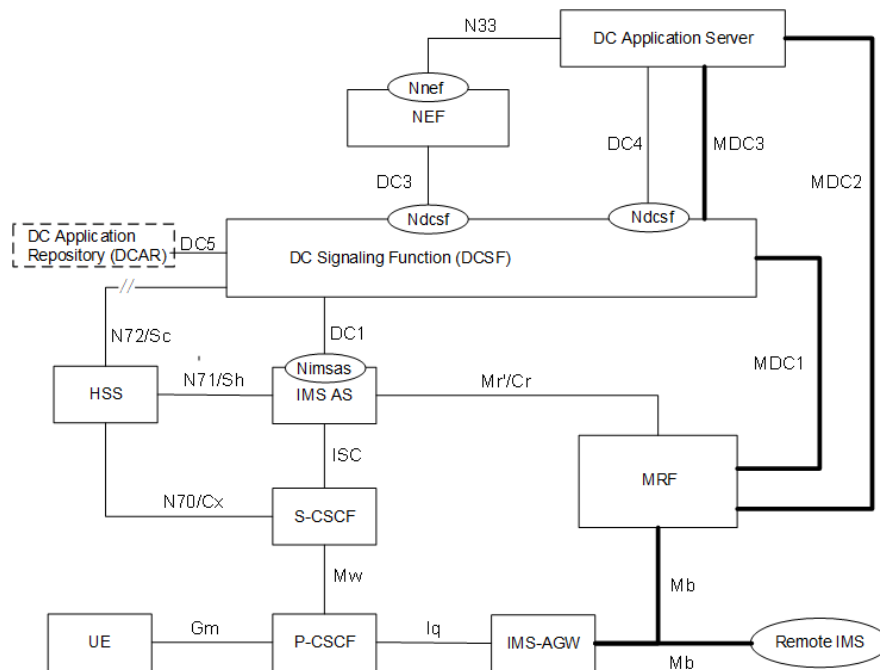 N33
DC Application Server
Nnef
NEF
DC4
MDC3
DC3
MDC2
Ndcsf
Ndcsf
DC Application
Repository (DCAR)
DC5
DC Signaling Function (DCSF)
//
N72/Sc
DC1
MDC1
Nimsas
N71/Sh
Mr'/Cr
HSS
IMS AS
ISC
MRF
N70/Cx
S-CSCF
Mw
Mb
Gm
Iq
UE
P-CSCF
IMS-AGW
Remote IMS
Mb